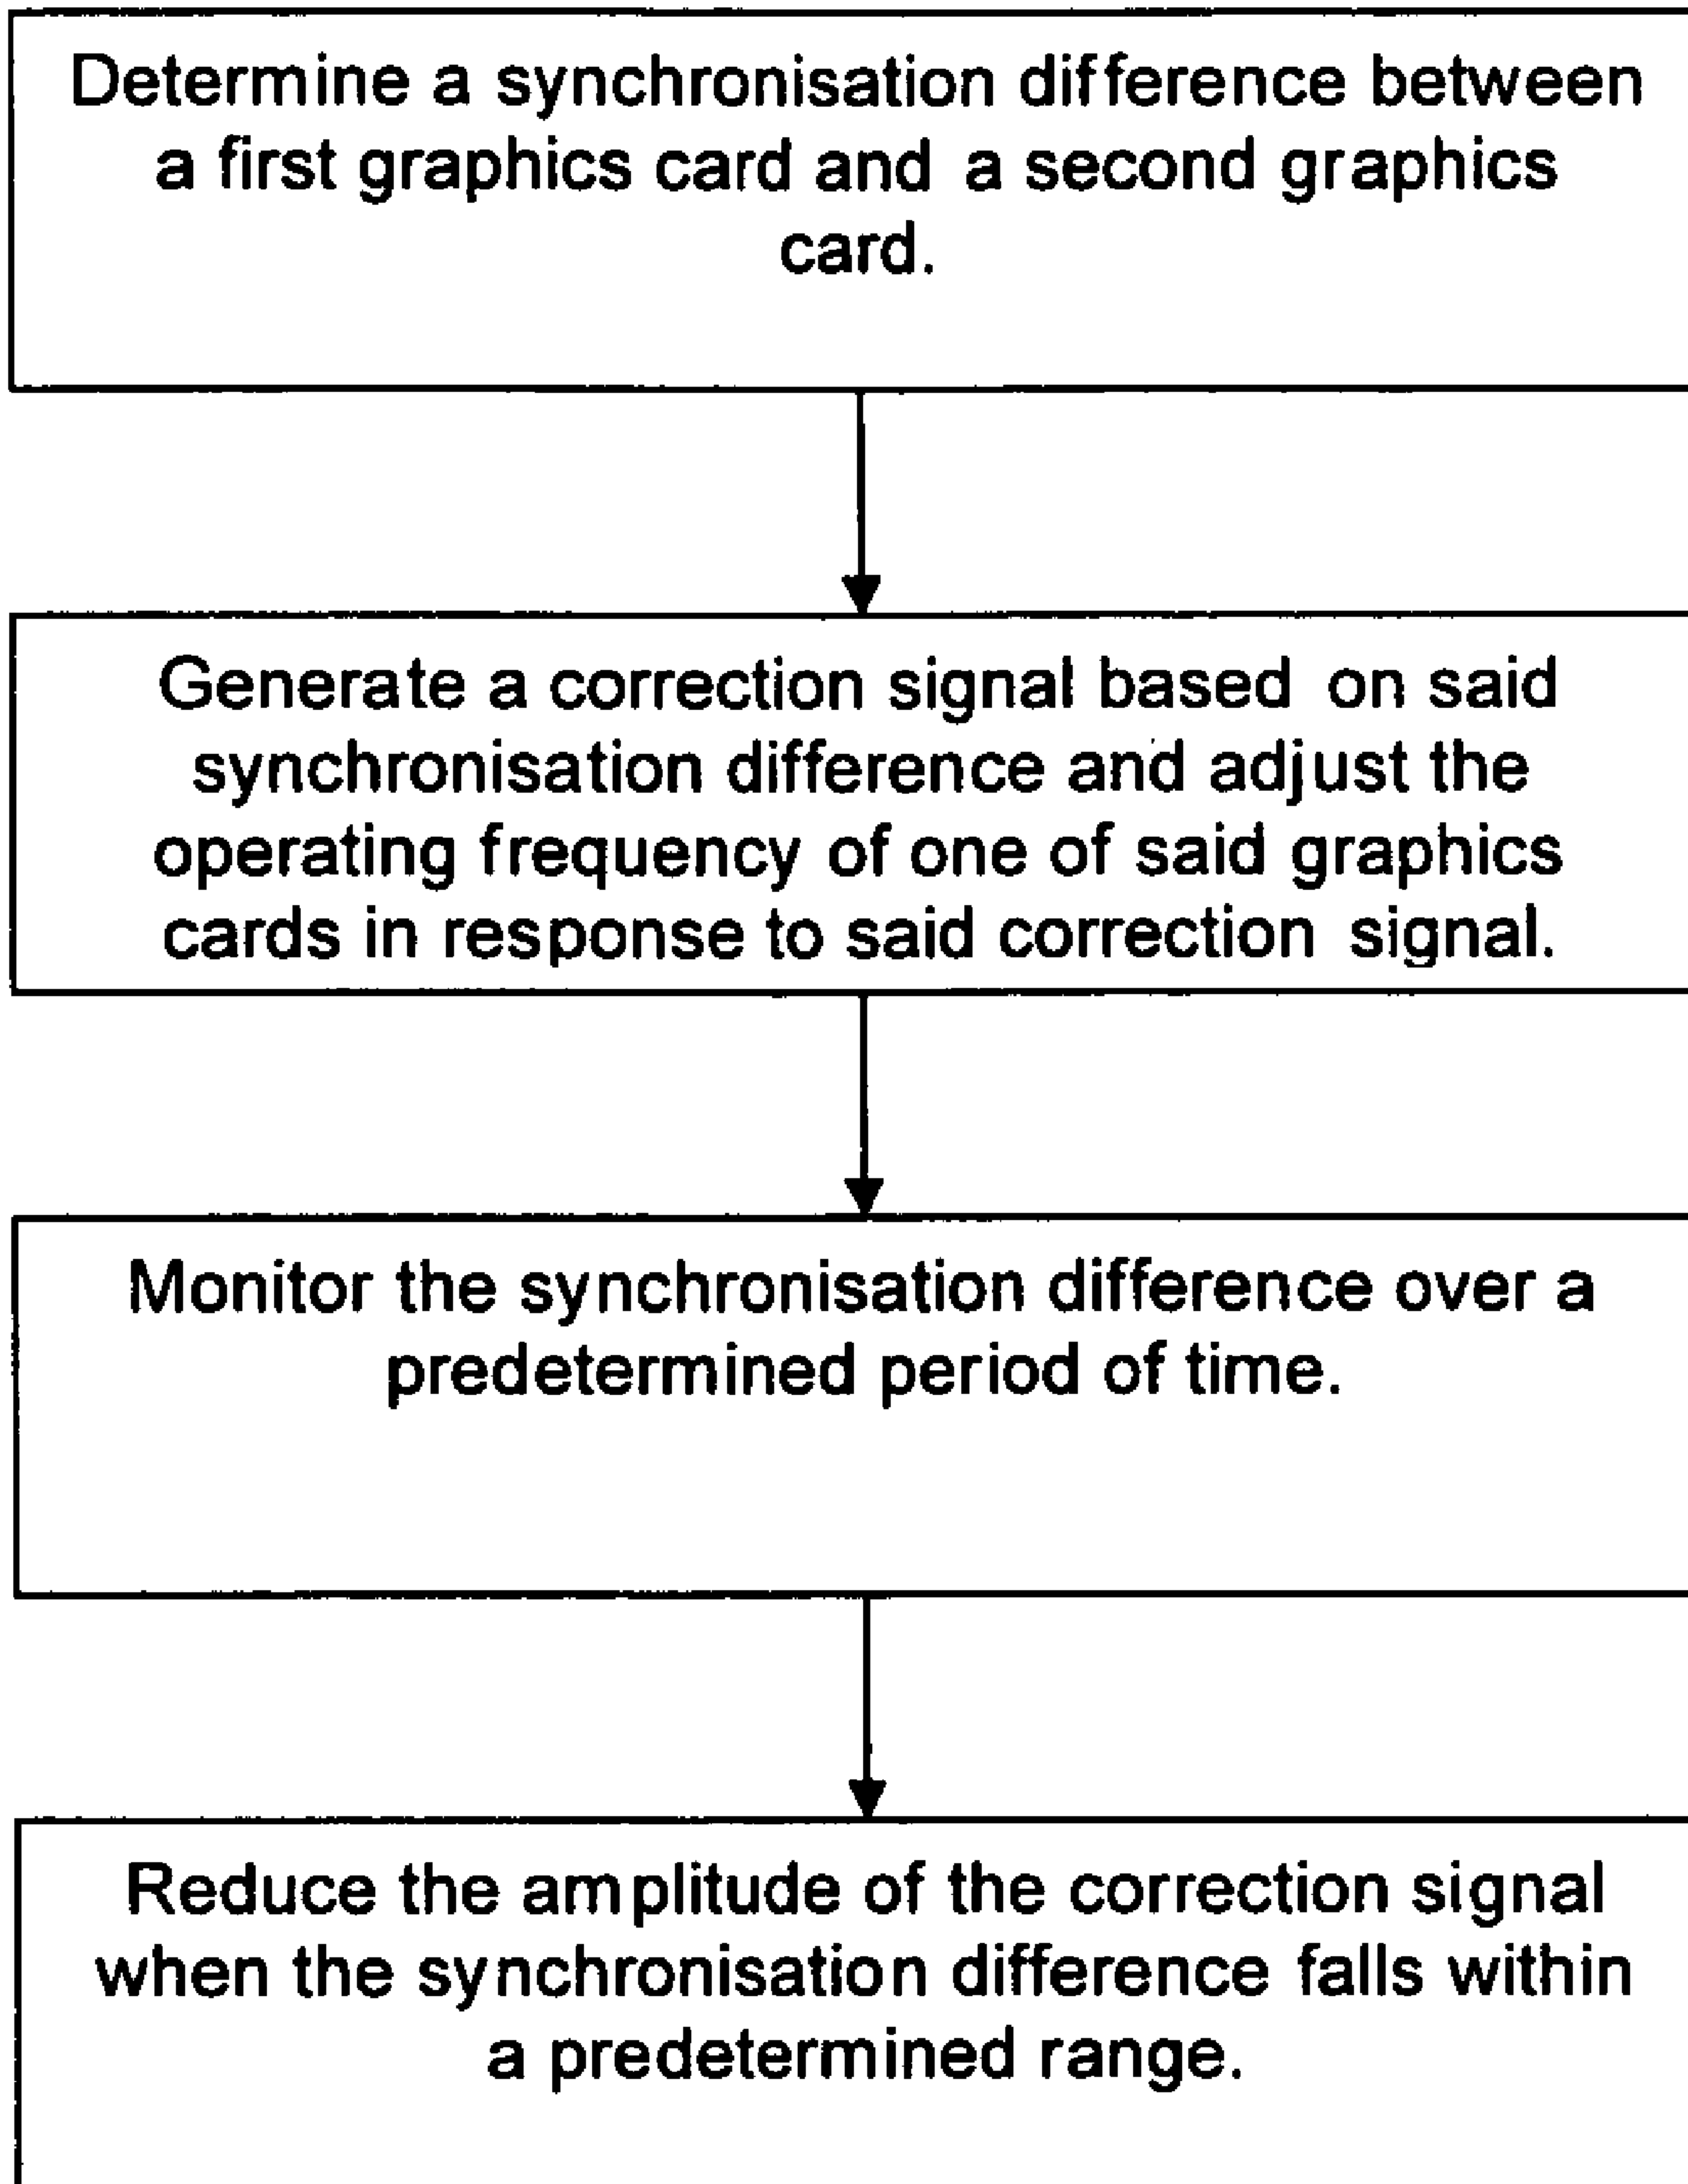 Determine a synchronisation difference between
a first graphics card and a second graphics
card.
Generate a correction signal based on said
synchronisation difference and adjust the
operating frequency of one of said graphics
cards in response to said correction signal.
Monitor the synchronisation difference over a
predetermined period of time.
Reduce the amplitude of the correction signal
when the synchronisation difference falls within
a predetermined range.